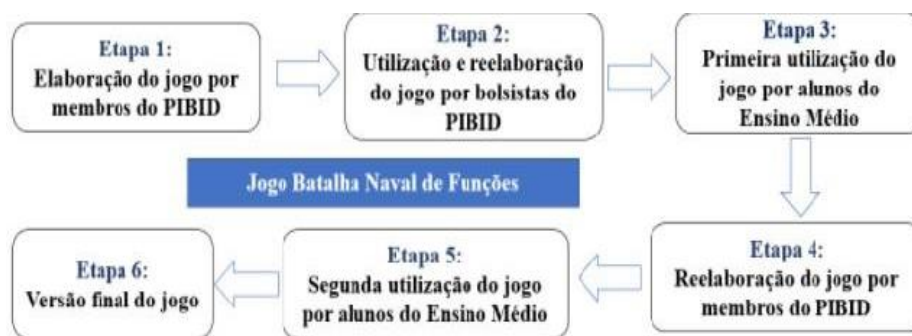 Etapa 1:
Elaboração do jogo por
membros do PIBID
Etapa 2:
Utilização e reelaboração
do jogo por bolsistas do
PIBID
Etapa 3:
Primeira utilização do
jogo por alunos do
Ensino Médio
Jogo Batalha Naval de Funções
Etapa 4:
Reelaboração do jogo por
membros do PIBID
Etapa 5:
Segunda utilização do jogo
por alunos do Ensino Médio
Etapa 6:
Versão final do jogo